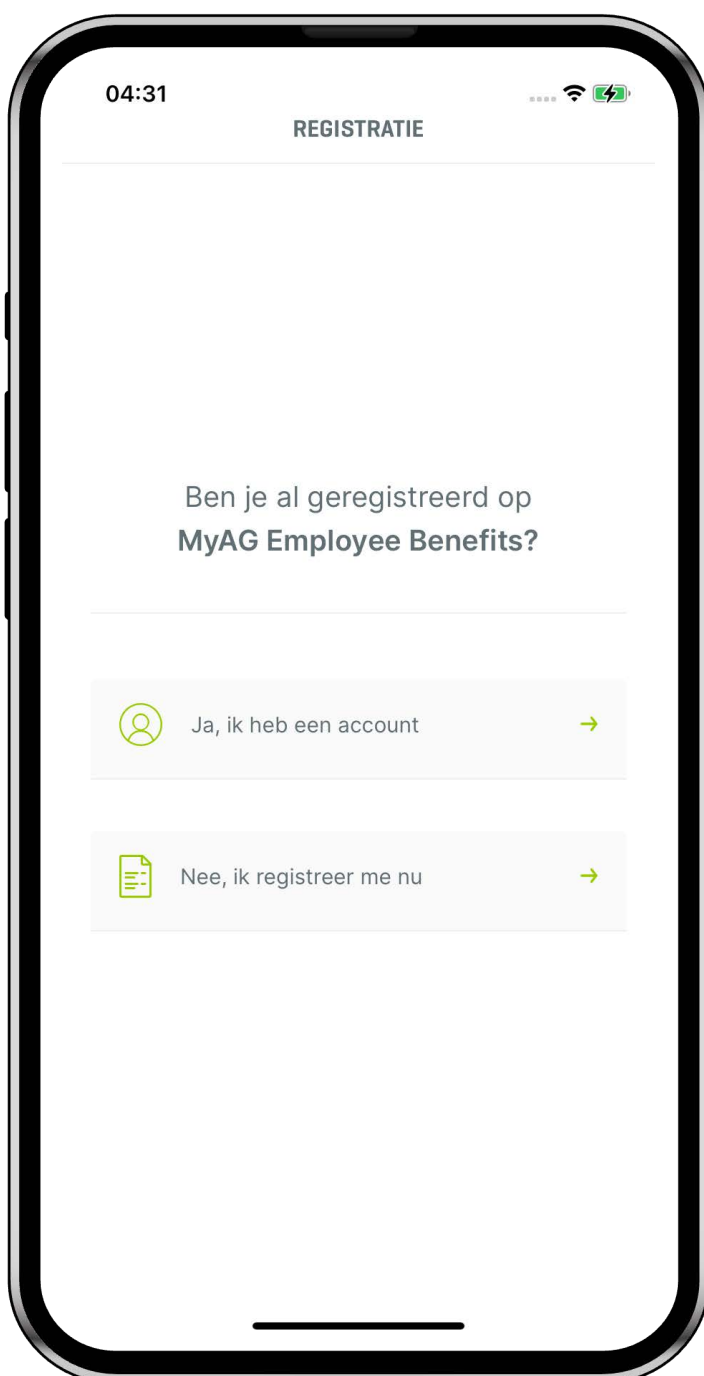 04:31
REGISTRATIE
Ben je al geregistreerd op
MyAG Employee Benefits?
Ja, ik heb een account
Nee, ik registreer me nu